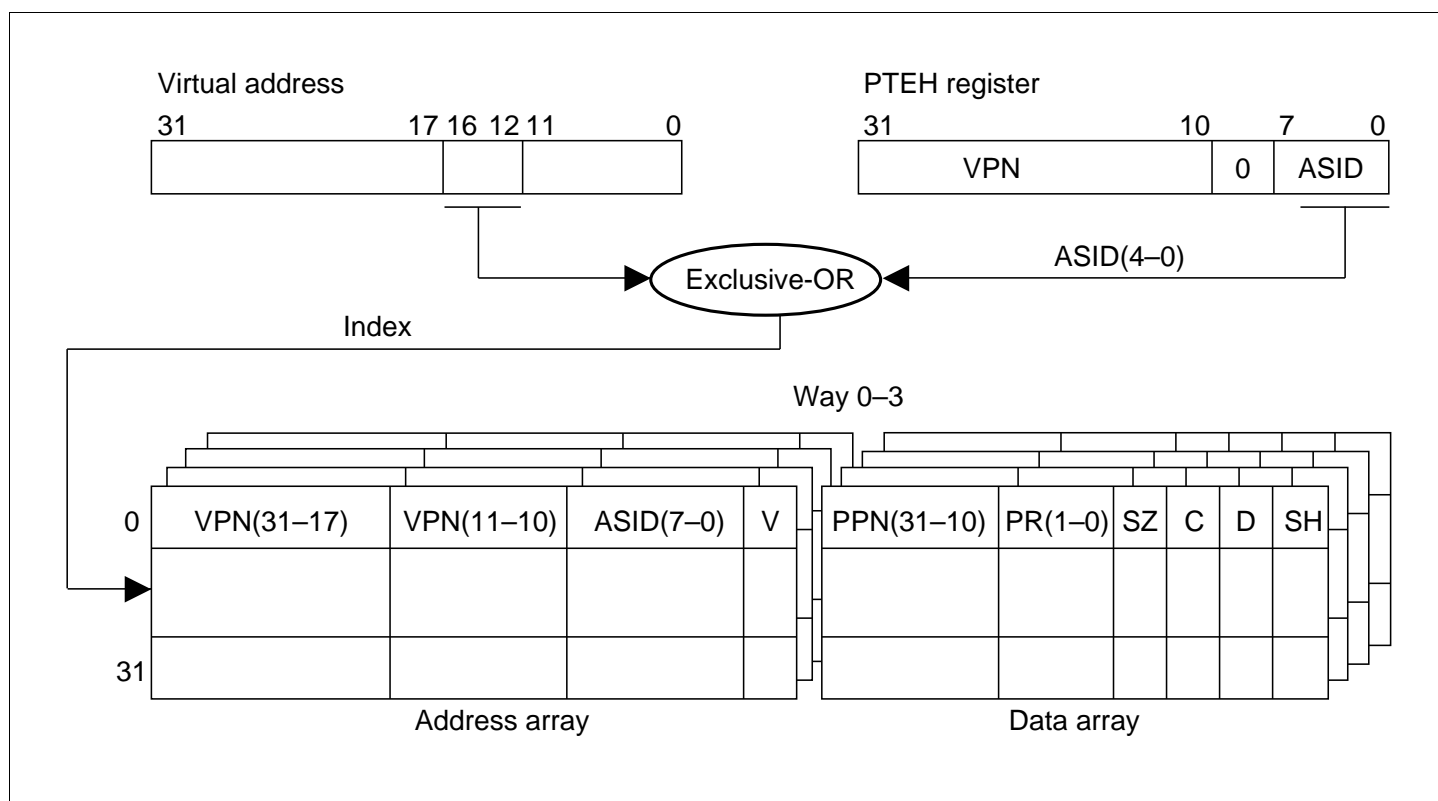 Virtual address
31 17 16 12 11 0
PTEH register
31 10 7 0
VPN 0 ASID
Exclusive-OR
ASID(4–0)
Index
Way 0–3
0 VPN(31–17) VPN(11–10) ASID(7–0) V PPN(31–10) PR(1–0) SZ C D SH
31
Address array
Data array